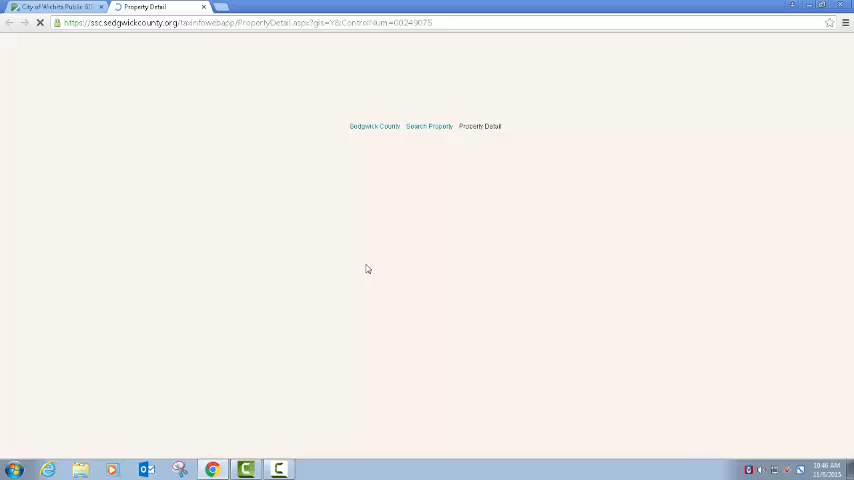 City of Wichita Public GIS
Property Detail
https://ssc.sedgwickcounty.org/taxinfowebapp/PropertyDetail.aspx?gis=Y&ControlNum=00249075
Sedgwick County Search Property Property Detail
10:46 AM
11/5/2015